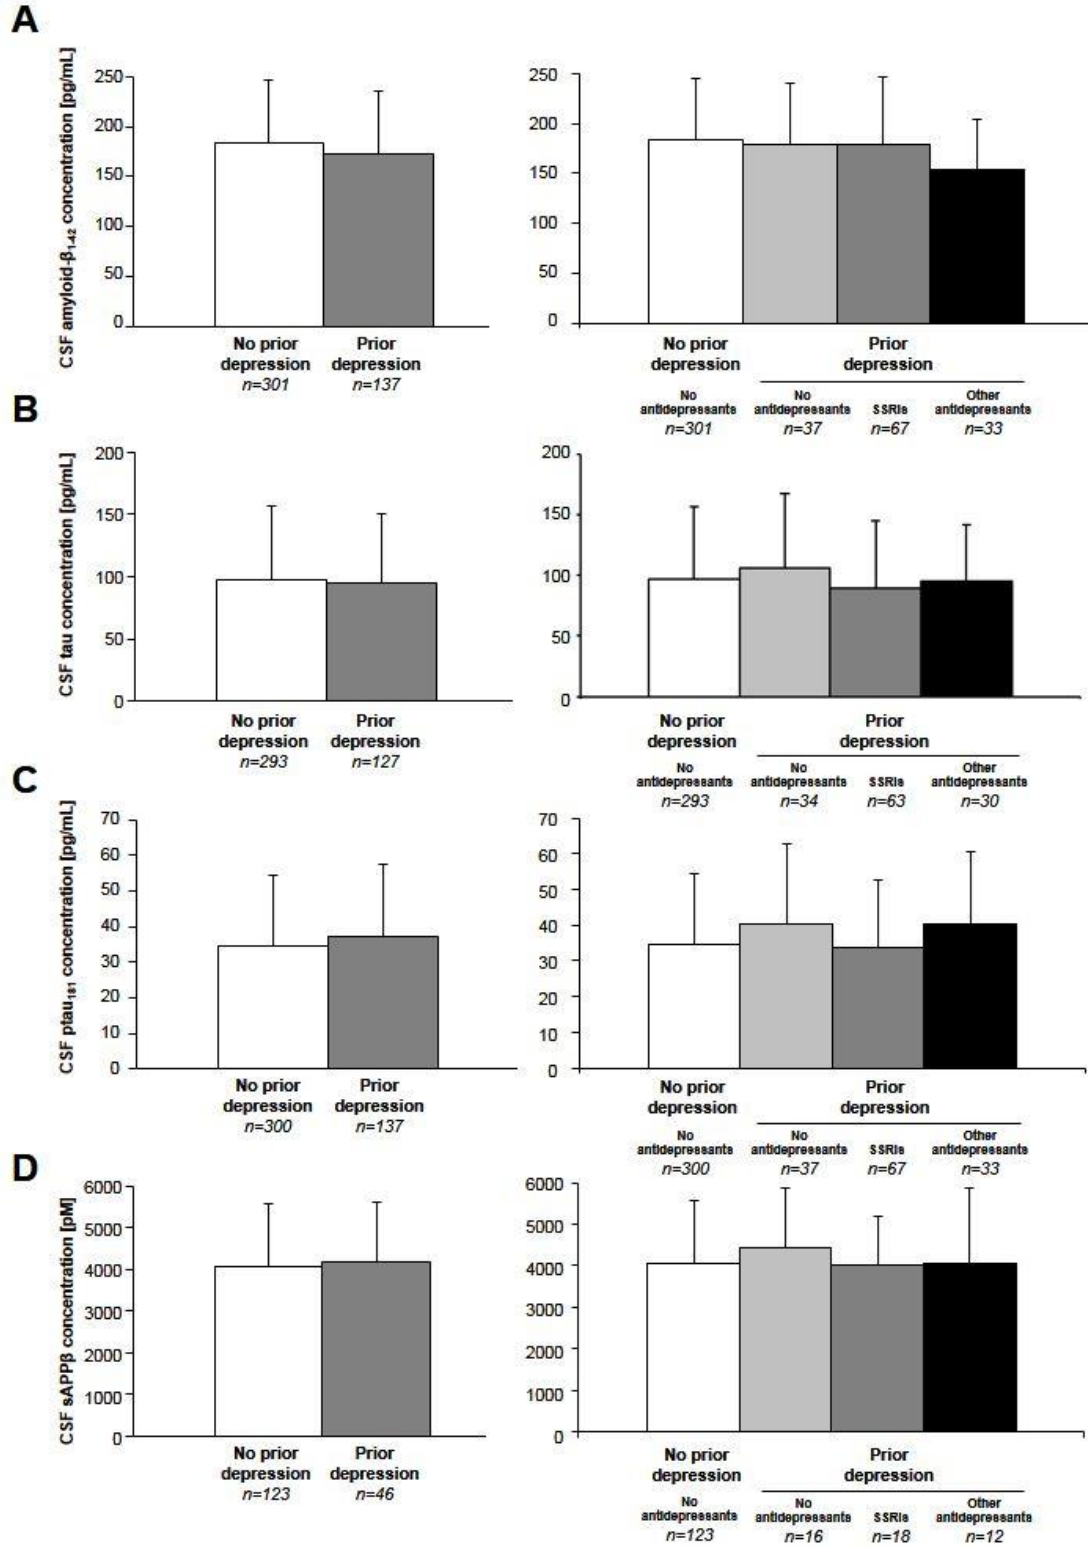 A
CSF amyloid-β1-42 concentration [pg/mL]
250
200
150
100
50
0
No prior depression
n=301
Prior depression
n=137
250
200
150
100
50
0
No prior depression
Prior depression
No antidepressants
n=301
No antidepressants
n=37
SSRIs
n=67
Other antidepressants
n=33
B
CSF tau concentration [pg/mL]
200
150
100
50
0
No prior depression
n=293
Prior depression
n=127
200
150
100
50
0
No prior depression
Prior depression
No antidepressants
n=293
No antidepressants
n=34
SSRIs
n=63
Other antidepressants
n=30
C
CSF ptau181 concentration [pg/mL]
70
60
50
40
30
20
10
0
No prior depression
n=300
Prior depression
n=137
70
60
50
40
30
20
10
0
No prior depression
Prior depression
No antidepressants
n=300
No antidepressants
n=37
SSRIs
n=67
Other antidepressants
n=33
D
CSF sAPPβ concentration [pM]
6000
5000
4000
3000
2000
1000
0
No prior depression
n=123
Prior depression
n=46
6000
5000
4000
3000
2000
1000
0
No prior depression
Prior depression
No antidepressants
n=123
No antidepressants
n=16
SSRIs
n=18
Other antidepressants
n=12